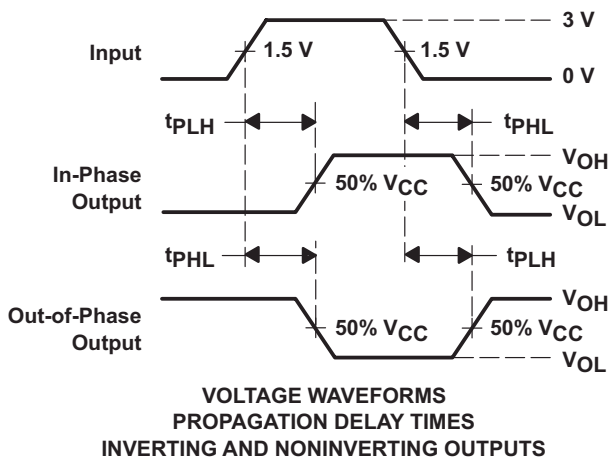 3 V
Input
1.5 V
1.5 V
0 V
tPLH
tPHL
VOH
In-Phase
Output
50% VCC
50% VCC
VOL
tPHL
tPLH
VOH
Out-of-Phase
Output
50% VCC
50% VCC
VOL
VOLTAGE WAVEFORMS
PROPAGATION DELAY TIMES
INVERTING AND NONINVERTING OUTPUTS